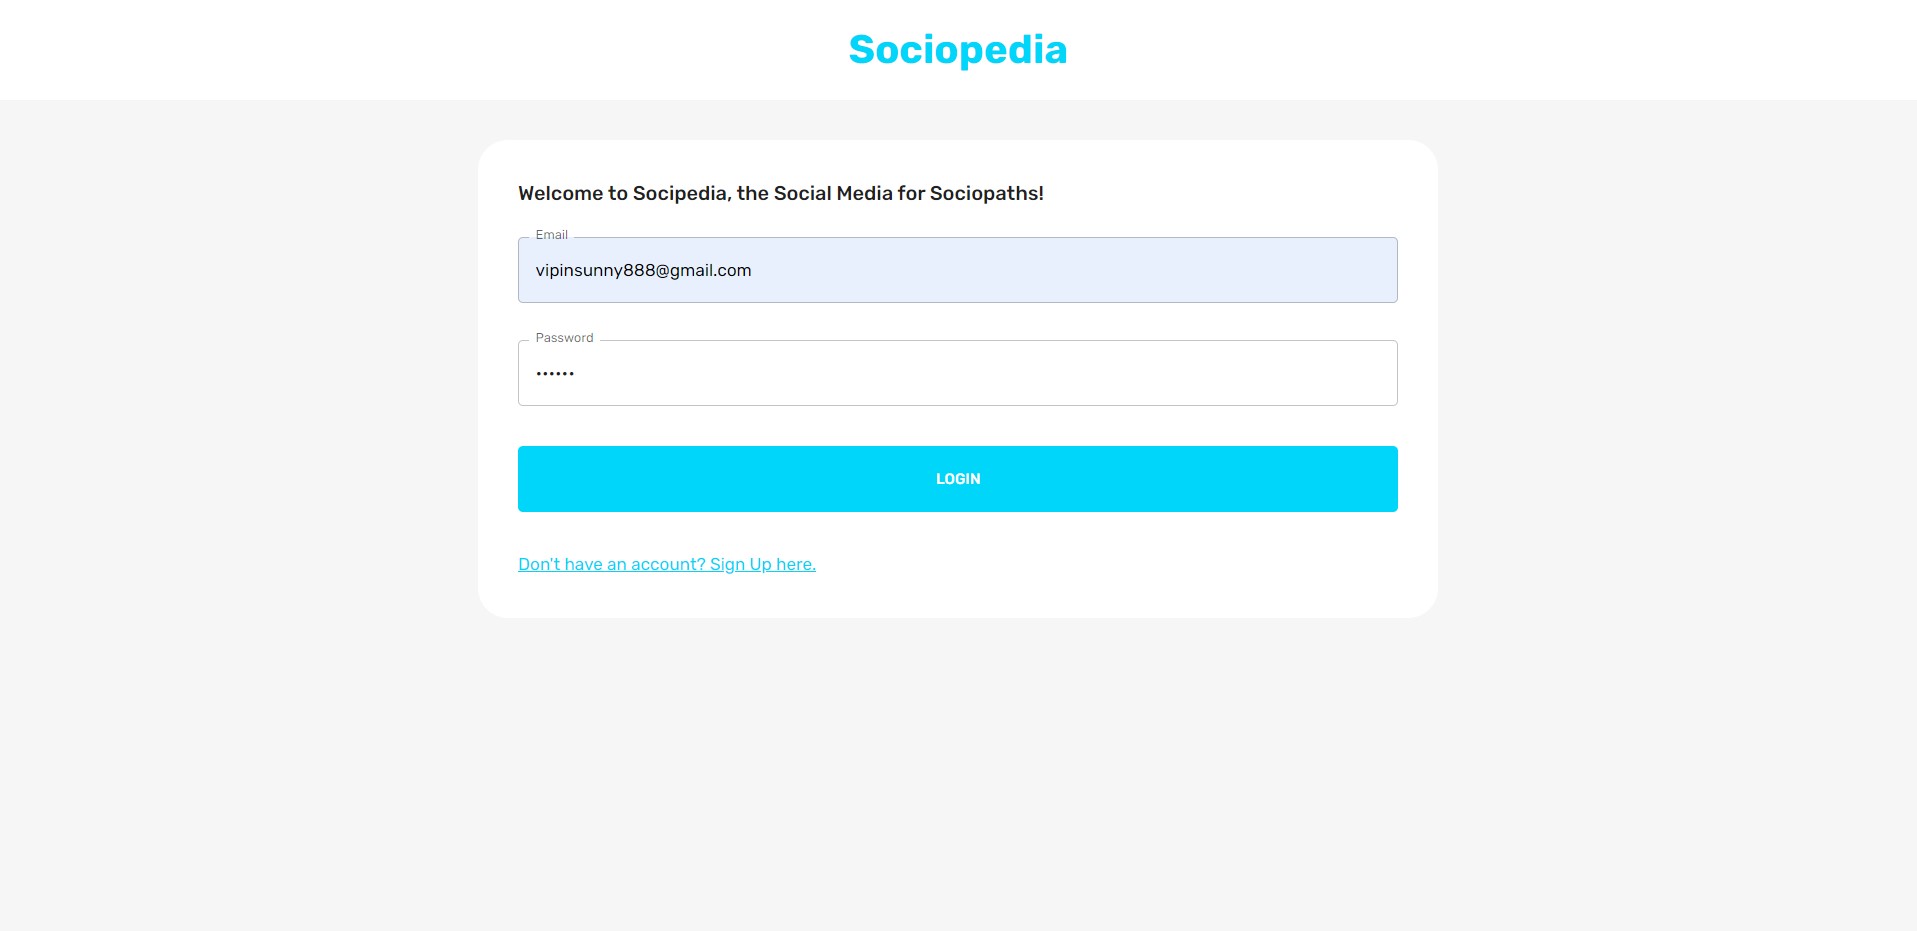 Sociopedia
Welcome to Socipedia, the Social Media for Sociopaths!
Email
vipinsunny888@gmail.com
Password
••••••
LOGIN
Don't have an account? Sign Up here.